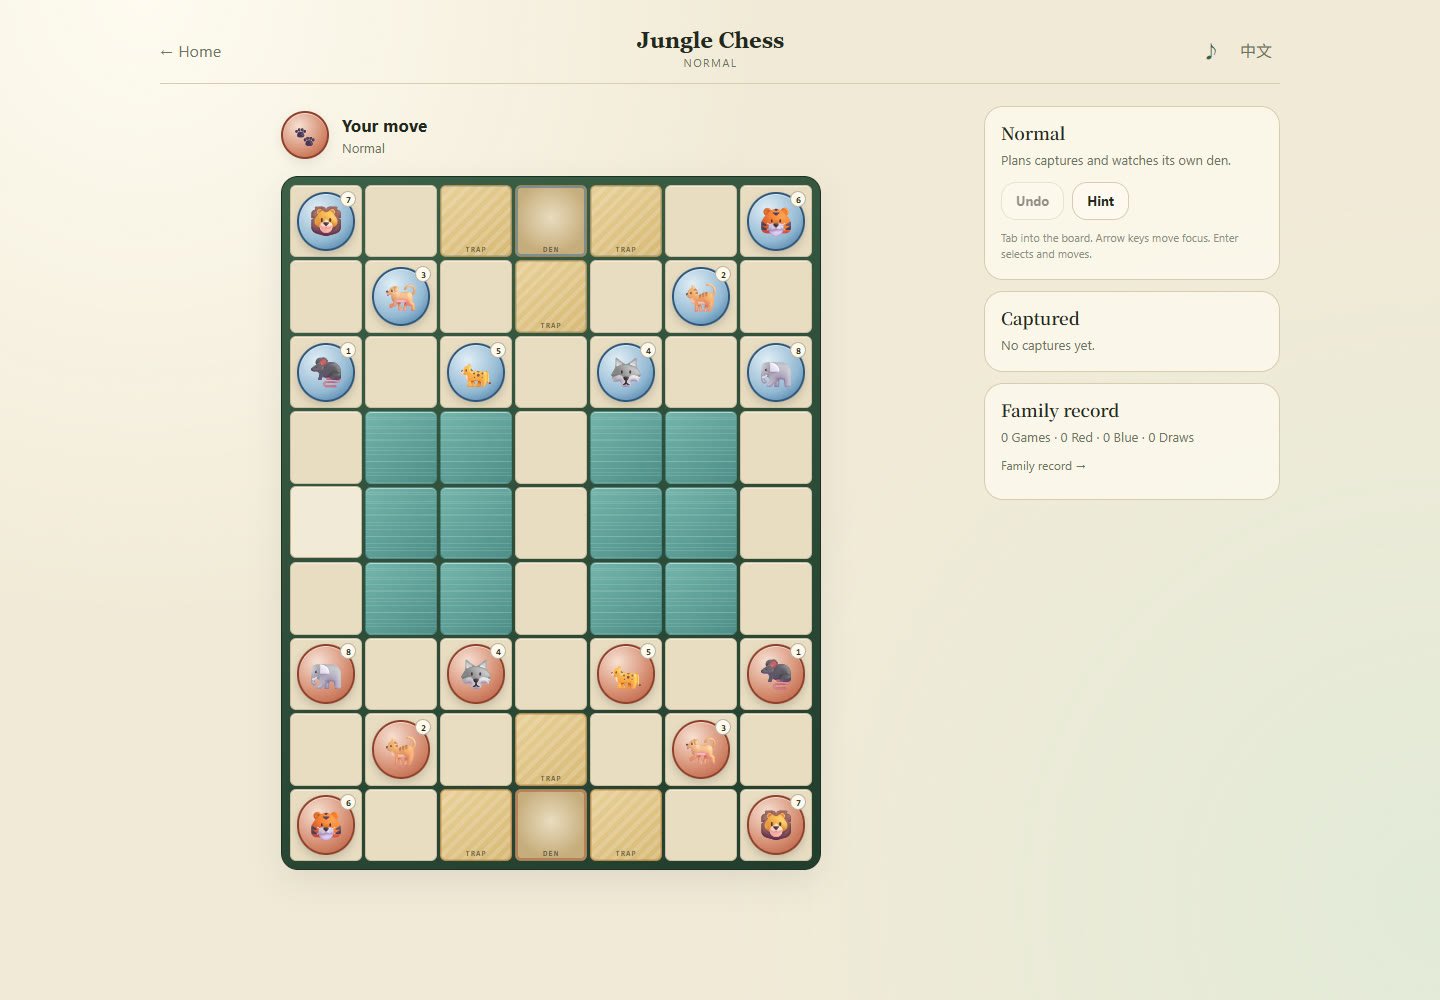 ← Home
Jungle Chess
NORMAL
♪
中文
Your move
Normal
7
TRAP
DEN
TRAP
6
3
TRAP
2
1
5
4
8
8
4
5
1
2
TRAP
3
6
TRAP
DEN
TRAP
7
Normal
Plans captures and watches its own den.
Undo
Hint
Tab into the board. Arrow keys move focus. Enter
selects and moves.
Captured
No captures yet.
Family record
0 Games · 0 Red · 0 Blue · 0 Draws
Family record →